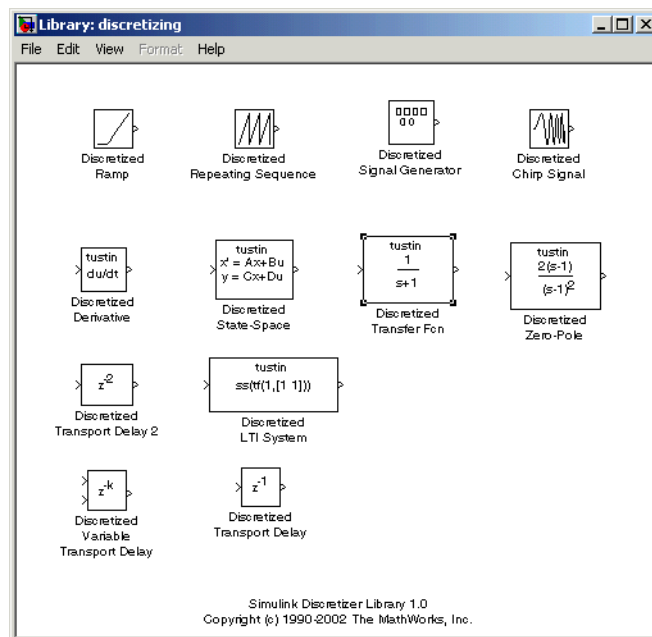 Library: discretizing
File Edit View Format Help
Discretized
Ramp
Discretized
Repeating Sequence
Discretized
Signal Generator
Discretized
Chirp Signal
tustin
du/dt
Discretized
Derivative
tustin
x' = Ax+Bu
y = Cx+Du
Discretized
State-Space
tustin
1
s+1
Discretized
Transfer Fcn
tustin
2(s-1)
(s-1)²
Discretized
Zero-Pole
z⁻²
Discretized
Transport Delay 2
tustin
ss(tf(1,[1 1]))
Discretized
LTI System
z⁻ᵏ
Discretized
Variable
Transport Delay
z⁻¹
Discretized
Transport Delay
Simulink Discretizer Library 1.0
Copyright (c) 1990-2002 The MathWorks, Inc.